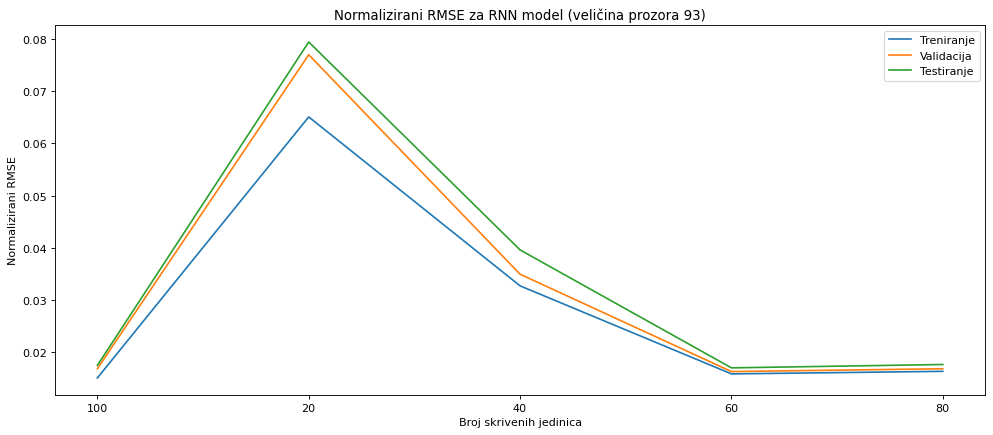 Normalizirani RMSE za RNN model (veličina prozora 93)
Treniranje
Validacija
Testiranje
Normalizirani RMSE
0.08
0.07
0.06
0.05
0.04
0.03
0.02
100 20 40 60 80
Broj skrivenih jedinica